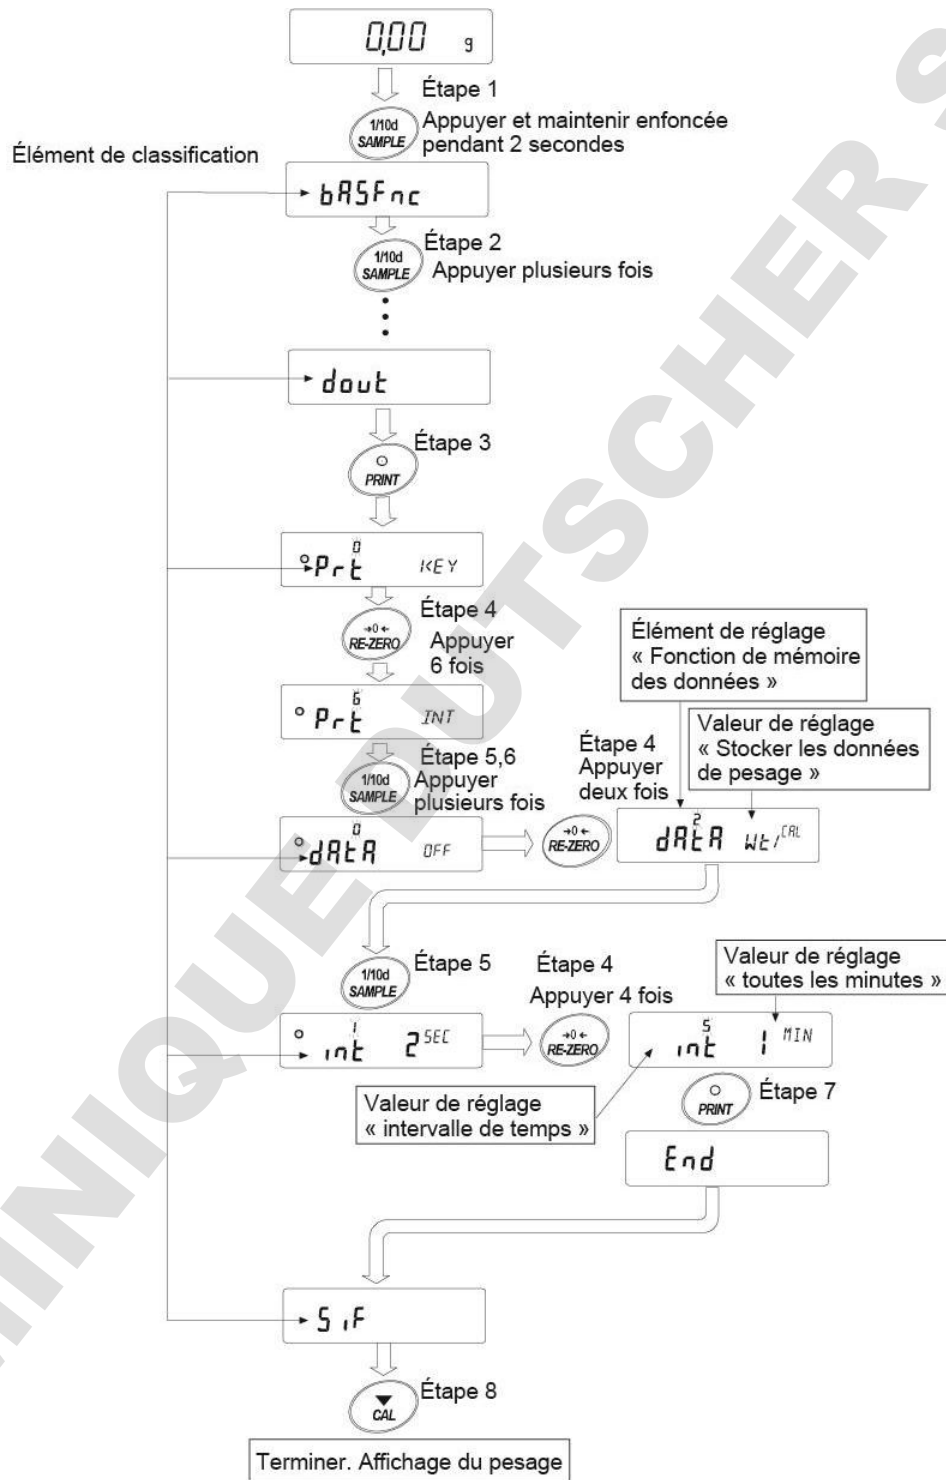 0,00 g
Étape 1
1/10d
SAMPLE
Appuyer et maintenir enfoncée
pendant 2 secondes
Élément de classification
bASFnc
Étape 2
1/10d
SAMPLE
Appuyer plusieurs fois
dout
Étape 3
PRINT
0
Prt KEY
Étape 4
→0←
RE-ZERO
Appuyer
6 fois
6
Prt INT
Étape 5,6
1/10d
SAMPLE
Appuyer
plusieurs fois
0
dAtA OFF
Étape 4
Appuyer
deux fois
→0←
RE-ZERO
Élément de réglage
« Fonction de mémoire
des données »
Valeur de réglage
« Stocker les données
de pesage »
2
dAtA Wt/CAL
1/10d
SAMPLE
Étape 5
1
int 2 SEC
Étape 4
Appuyer 4 fois
→0←
RE-ZERO
Valeur de réglage
« toutes les minutes »
5
int 1 MIN
Valeur de réglage
« intervalle de temps »
PRINT
Étape 7
End
SiF
Étape 8
CAL
Terminer. Affichage du pesage
HNIQUE DUTSCHER S